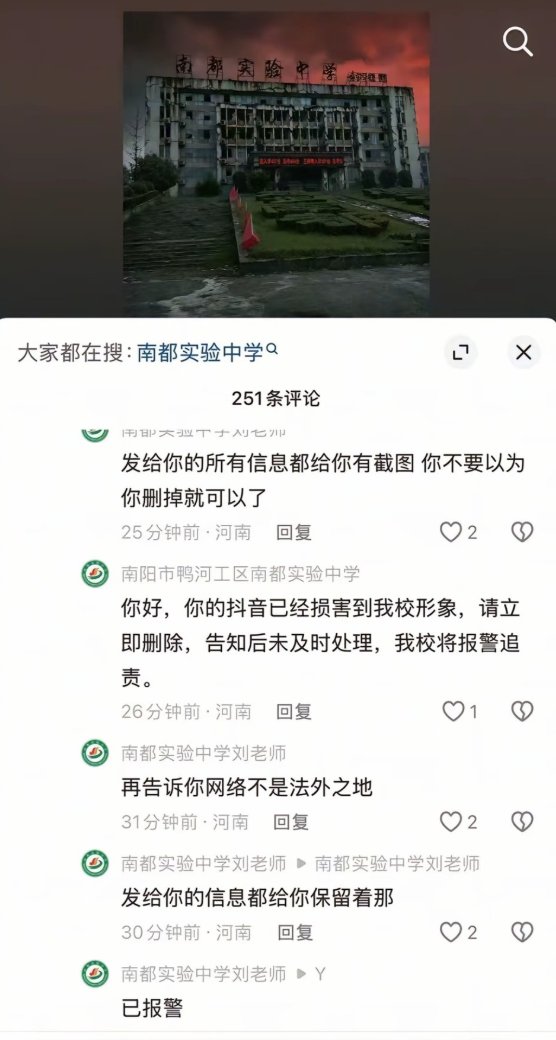 南都实验中学
大家都在搜：南都实验中学
251条评论
南都实验中学刘老师
发给你的所有信息都给你有截图 你不要以为
你删掉就可以了
25分钟前·河南 回复 2
南阳市鸭河工区南都实验中学
你好，你的抖音已经损害到我校形象，请立
即删除，告知后未及时处理，我校将报警追
责。
26分钟前·河南 回复 1
南都实验中学刘老师
再告诉你网络不是法外之地
31分钟前·河南 回复 2
南都实验中学刘老师 ▶ 南都实验中学刘老师
发给你的信息都给你保留着那
30分钟前·河南 回复 2
南都实验中学刘老师 ▶ Y
已报警